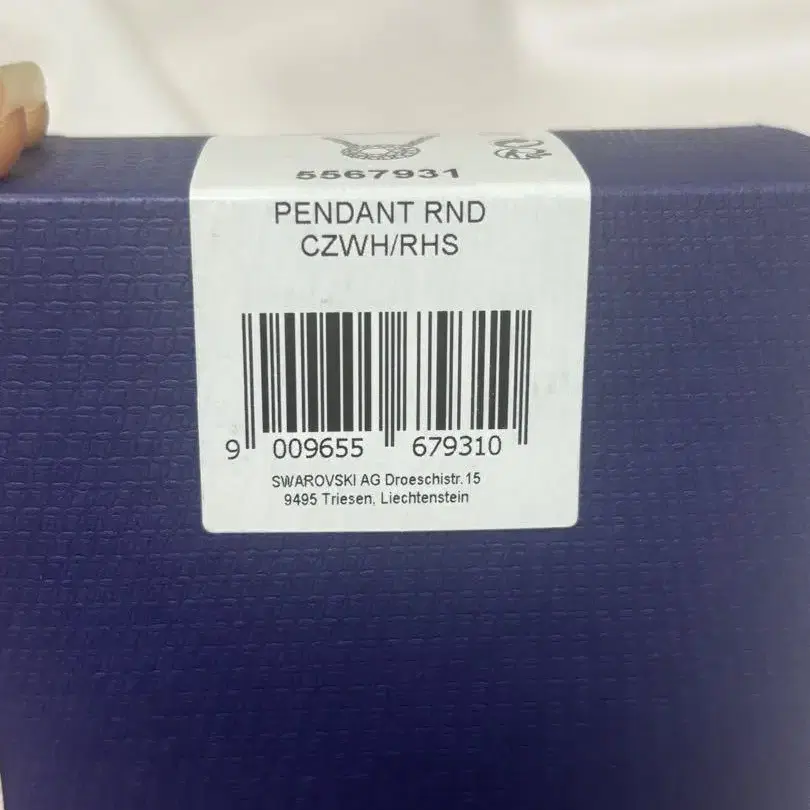 5567931
PENDANT RND
CZWH/RHS
9 009655 679310
SWAROVSKI AG Droeschistr.15
9495 Triesen, Liechtenstein